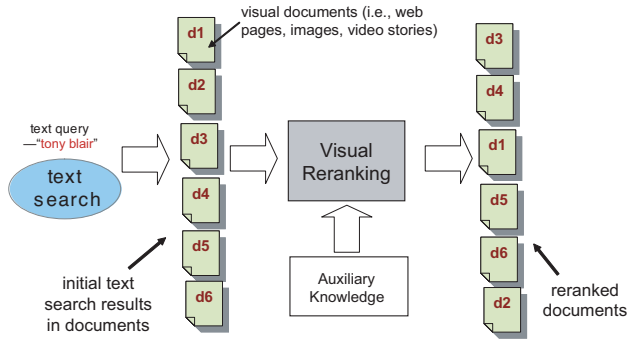 visual documents (i.e., web
pages, images, video stories)
text query
—“tony blair”
text
search
d1
d2
d3
d4
d5
d6
initial text
search results
in documents
Visual
Reranking
Auxiliary
Knowledge
d3
d4
d1
d5
d6
d2
reranked
documents